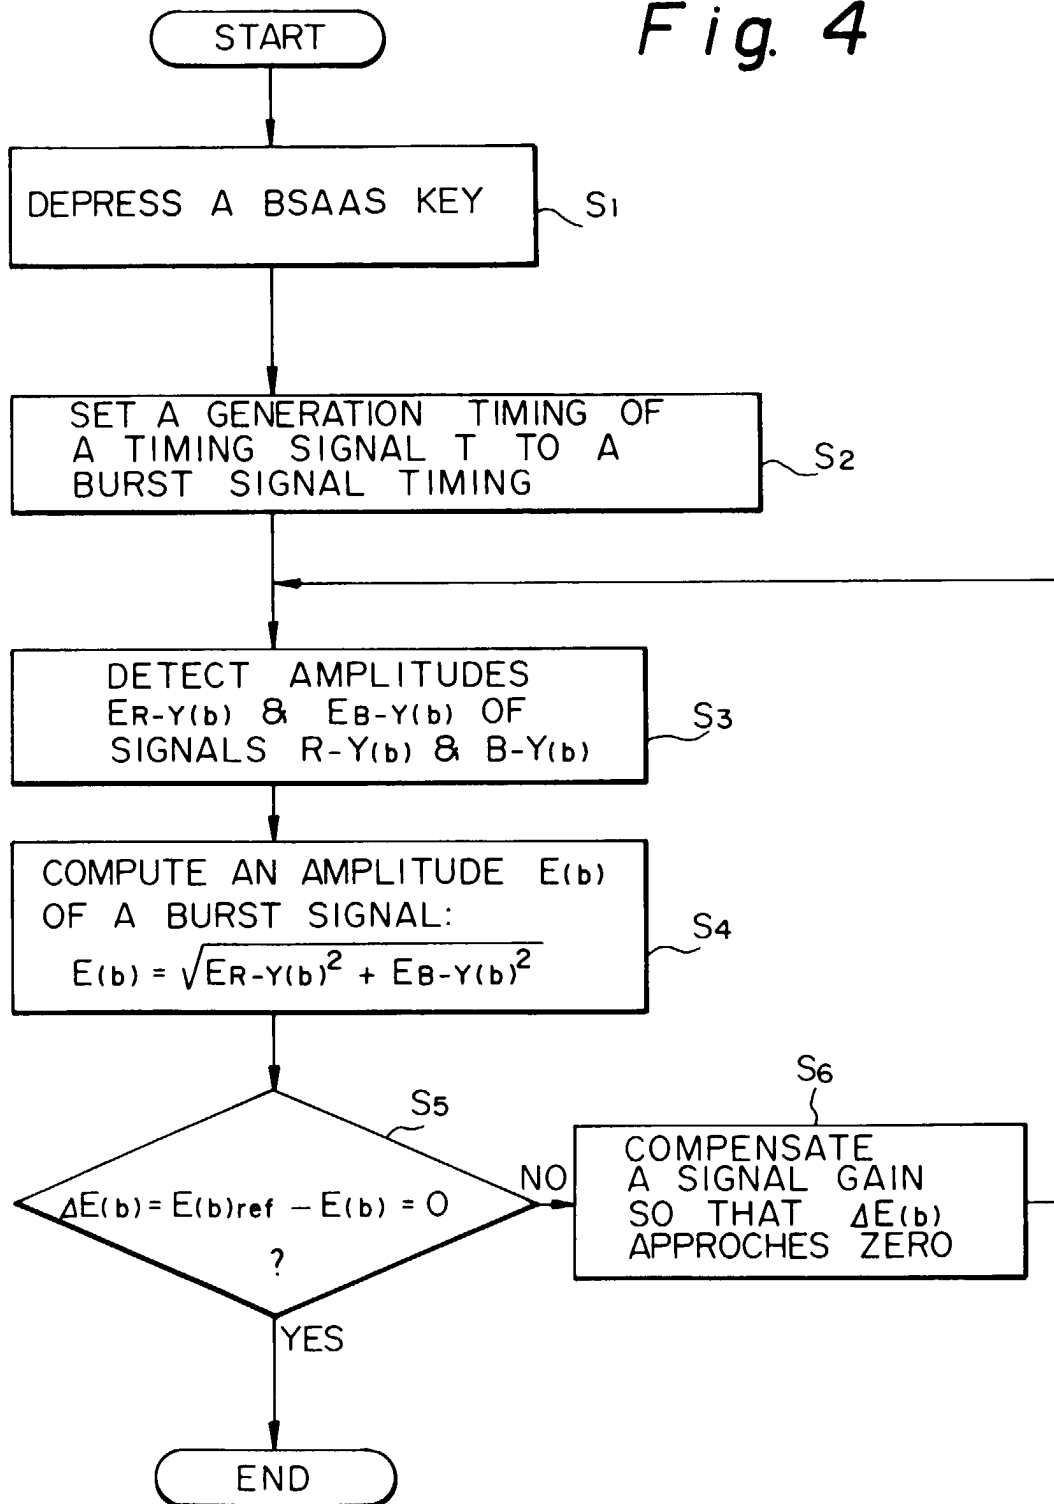 Fig. 4
START
DEPRESS A BSAAS KEY
S1
SET A GENERATION TIMING OF
A TIMING SIGNAL T TO A
BURST SIGNAL TIMING
S2
DETECT AMPLITUDES
ER-Y(b) & EB-Y(b) OF
SIGNALS R-Y(b) & B-Y(b)
S3
COMPUTE AN AMPLITUDE E(b)
OF A BURST SIGNAL:
E(b) = √ER-Y(b)² + EB-Y(b)²
S4
S5
ΔE(b) = E(b)ref - E(b) = 0
?
NO
S6
COMPENSATE
A SIGNAL GAIN
SO THAT ΔE(b)
APPROCHES ZERO
YES
END